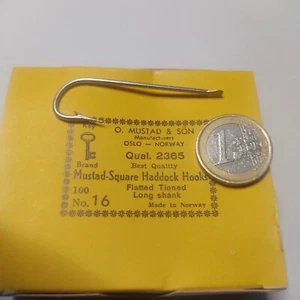 Key
O. MUSTAD & SON
Manufacturers
OSLO — NORWAY
Qual. 2365
Best Quality
Brand
Mustad-Square Haddock Hooks
Flatted Tinned
100
Long shank
No. 16
Made in Norway
1
EURO